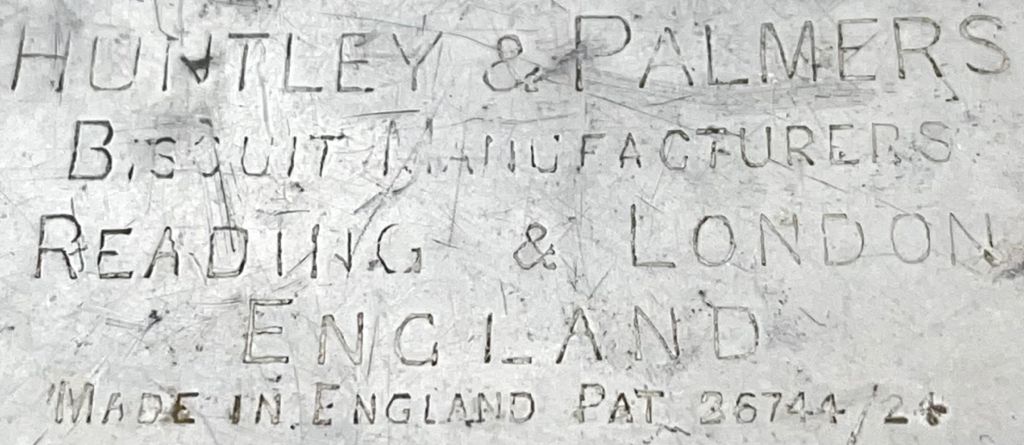 HUNTLEY & PALMERS
BISCUIT MANUFACTURERS
READING & LONDON
ENGLAND
MADE IN ENGLAND PAT 26744/24